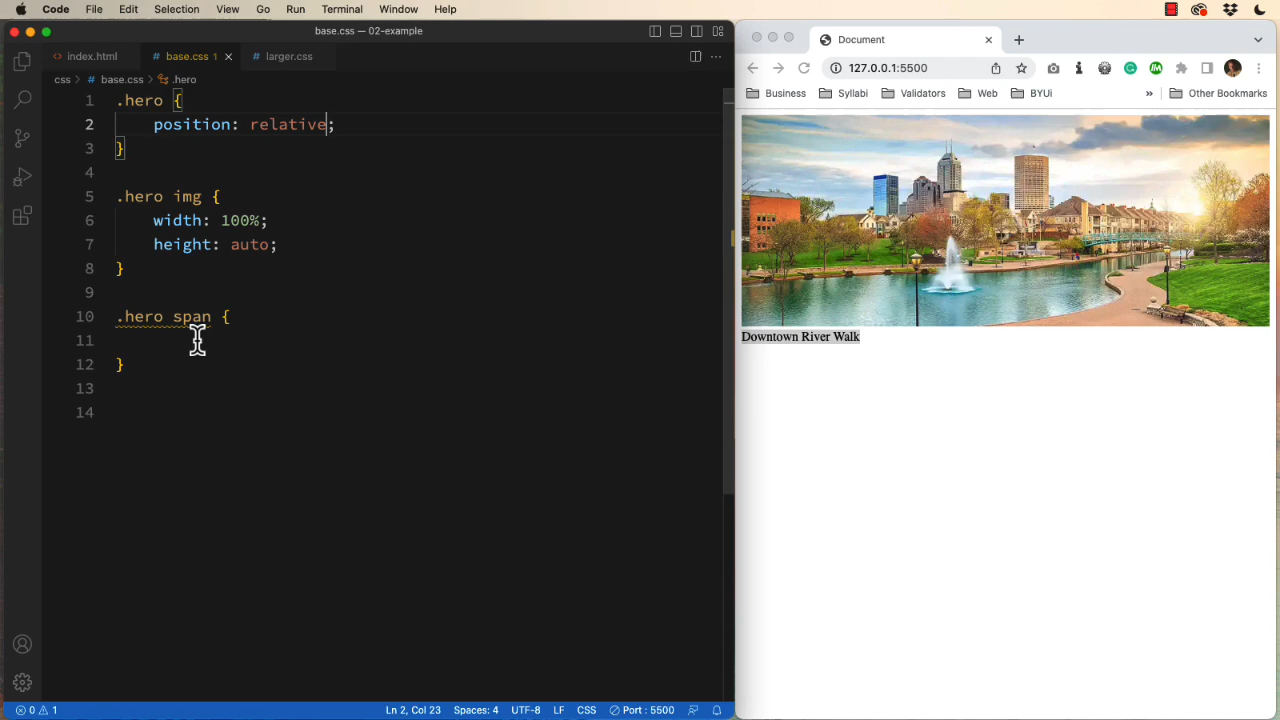 Code File Edit Selection View Go Run Terminal Window Help
base.css — 02-example
index.html
base.css 1
larger.css
css > base.css > .hero
1 .hero {
2 position: relative;
3 }
4
5 .hero img {
6 width: 100%;
7 height: auto;
8 }
9
10 .hero span {
11
12 }
13
14
0 1 Ln 2, Col 23 Spaces: 4 UTF-8 LF CSS Port : 5500
Document
127.0.0.1:5500
Business Syllabi Validators Web BYUi » Other Bookmarks
Downtown River Walk